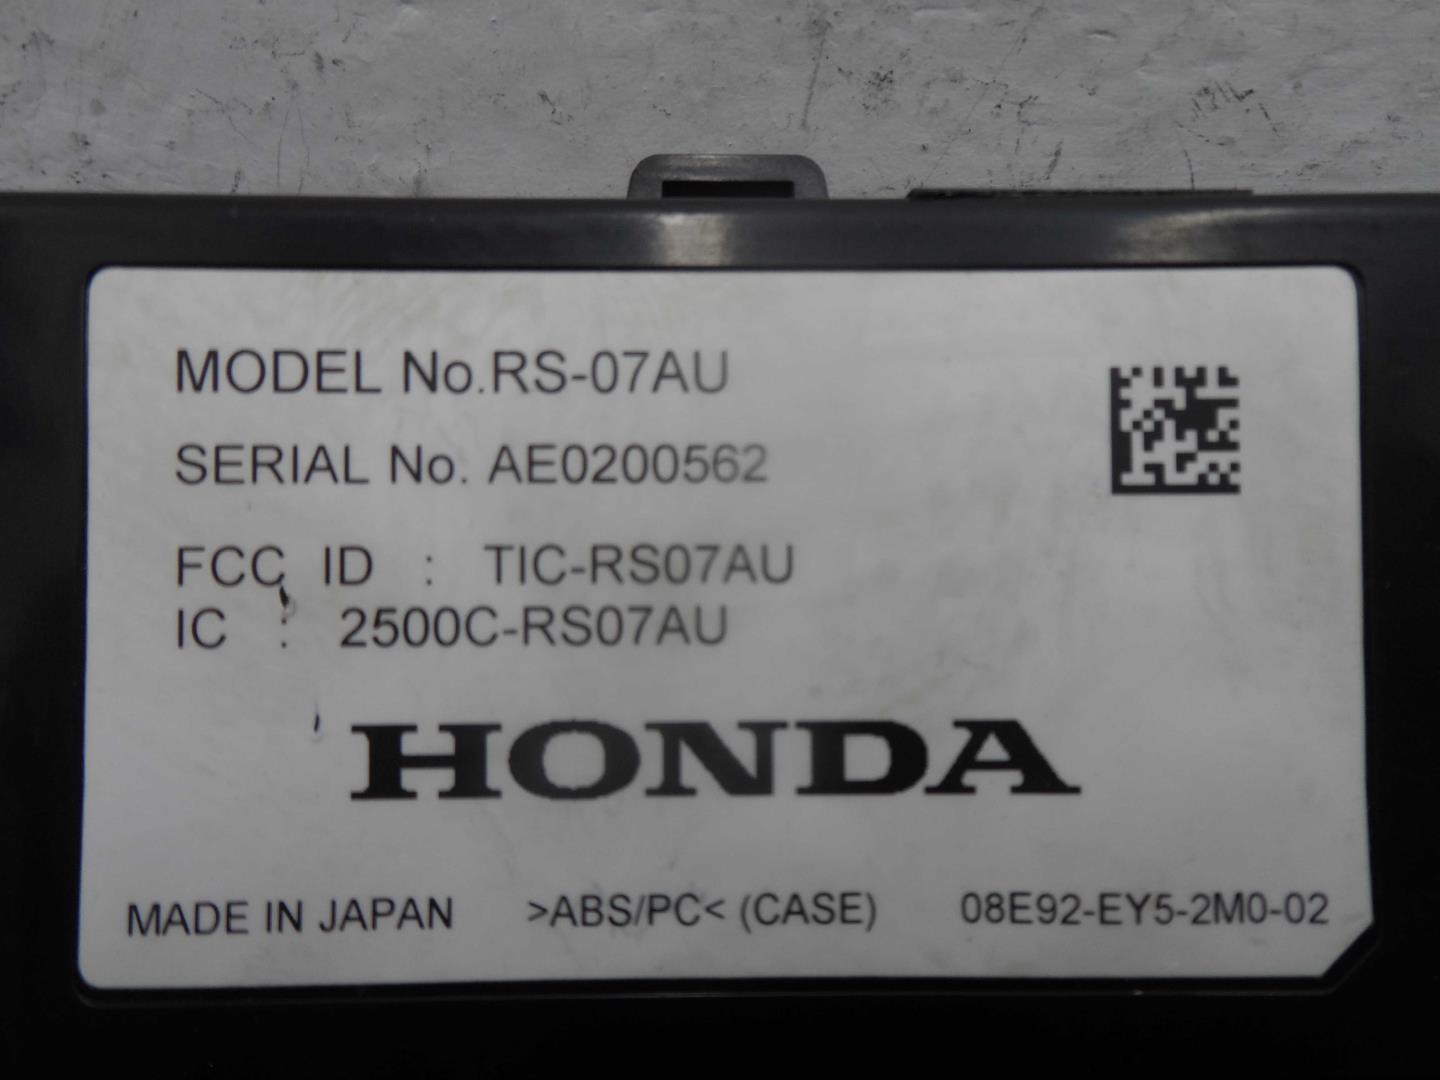 MODEL No.RS-07AU
SERIAL No. AE0200562
FCC ID : TIC-RS07AU
IC : 2500C-RS07AU
HONDA
MADE IN JAPAN >ABS/PC< (CASE) 08E92-EY5-2M0-02